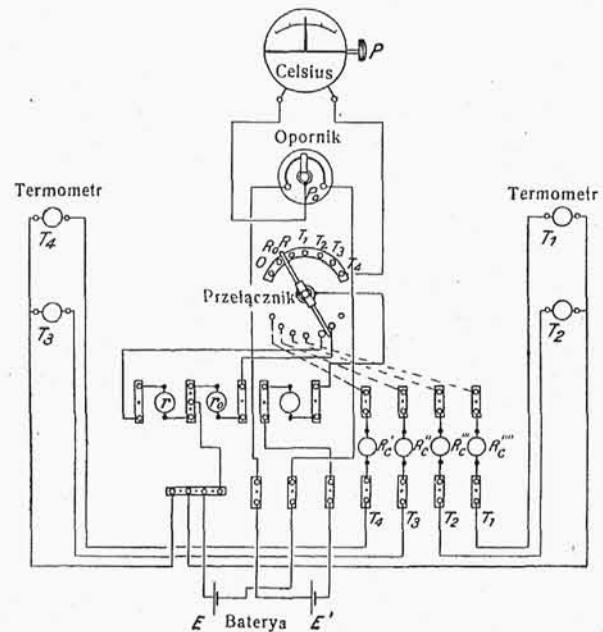 P
Celsius
Opornik
P₀
Termometr
T₄
T₃
Termometr
T₁
T₂
O R₀ R T₁ T₂ T₃ T₄
Przełącznik
r
r₀
R'c R''c R'''c R''''c
T₄ T₃ T₂ T₁
E Baterya E'